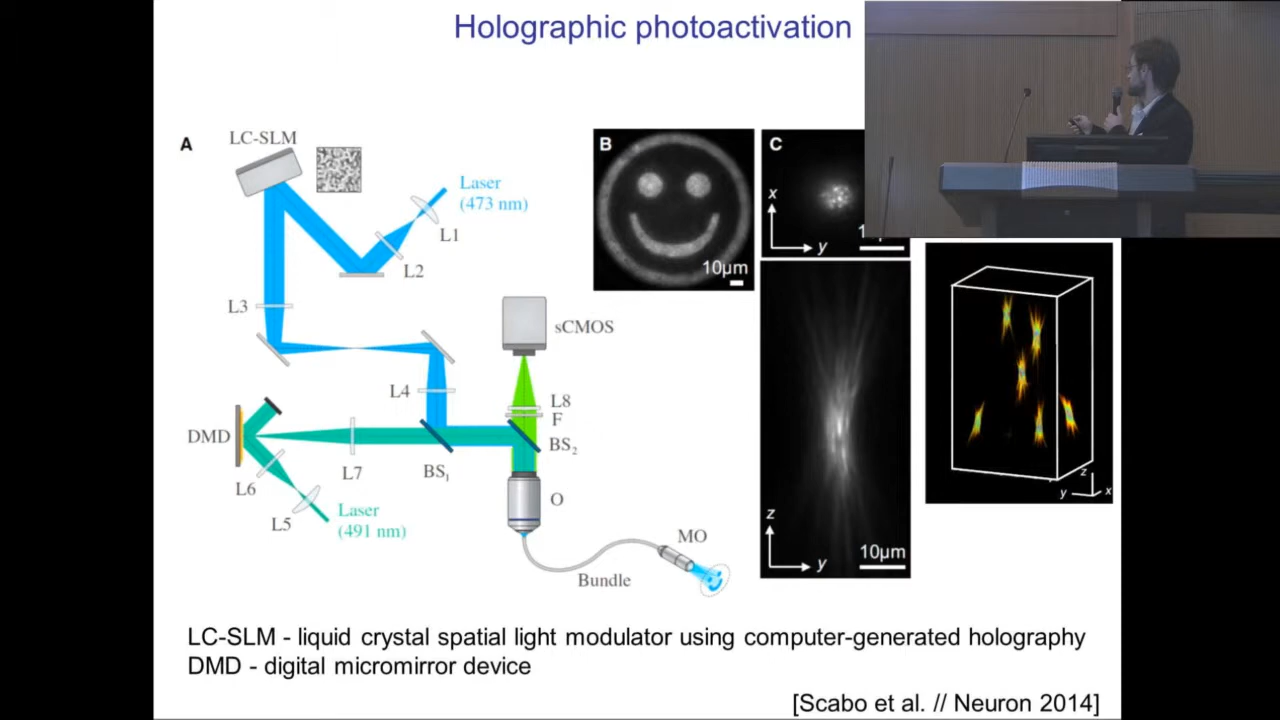 Holographic photoactivation
A
LC-SLM
Laser
(473 nm)
L1
L2
L3
sCMOS
L4
L8
F
DMD
BS1
BS2
L7
L6
L5
Laser
(491 nm)
O
MO
Bundle
B
10µm
C
x
y
z
y
10µm
z
y
x
LC-SLM - liquid crystal spatial light modulator using computer-generated holography
DMD - digital micromirror device
[Scabo et al. // Neuron 2014]